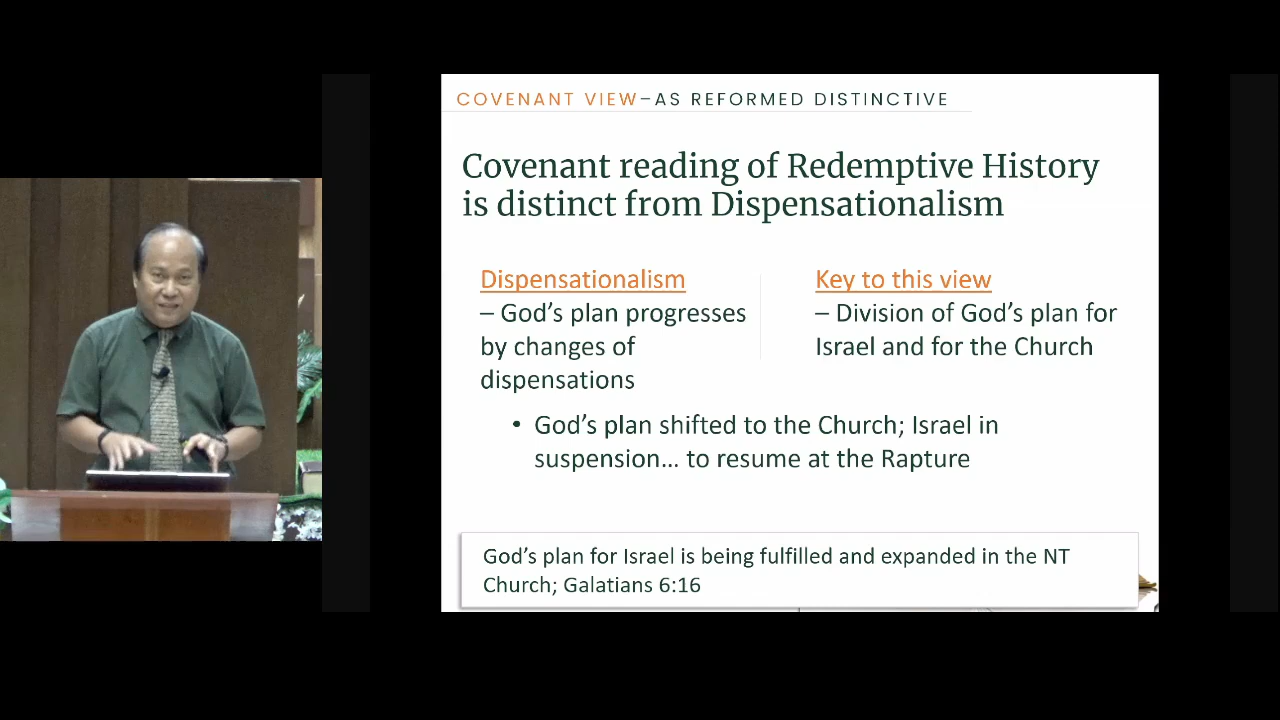 COVENANT VIEW–AS REFORMED DISTINCTIVE
Covenant reading of Redemptive History
is distinct from Dispensationalism
Dispensationalism
– God’s plan progresses
by changes of
dispensations
Key to this view
– Division of God’s plan for
Israel and for the Church
• God’s plan shifted to the Church; Israel in
suspension… to resume at the Rapture
God’s plan for Israel is being fulfilled and expanded in the NT
Church; Galatians 6:16